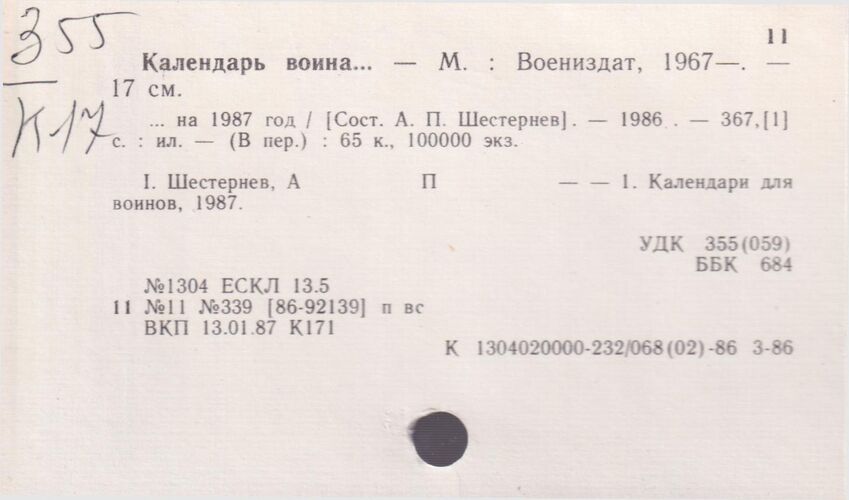 355
К17
11
Календарь воина... — М. : Воениздат, 1967—. —
17 см.
... на 1987 год / [Сост. А. П. Шестернев]. — 1986 . — 367,[1]
с. : ил. — (В пер.) : 65 к., 100000 экз.
I. Шестернев, А П — — 1. Календари для
воинов, 1987.
УДК 355(059)
ББК 684
№1304 ЕСКЛ 13.5
11 №11 №339 [86-92139] п вс
ВКП 13.01.87 К171
К 1304020000-232/068(02)-86 3-86